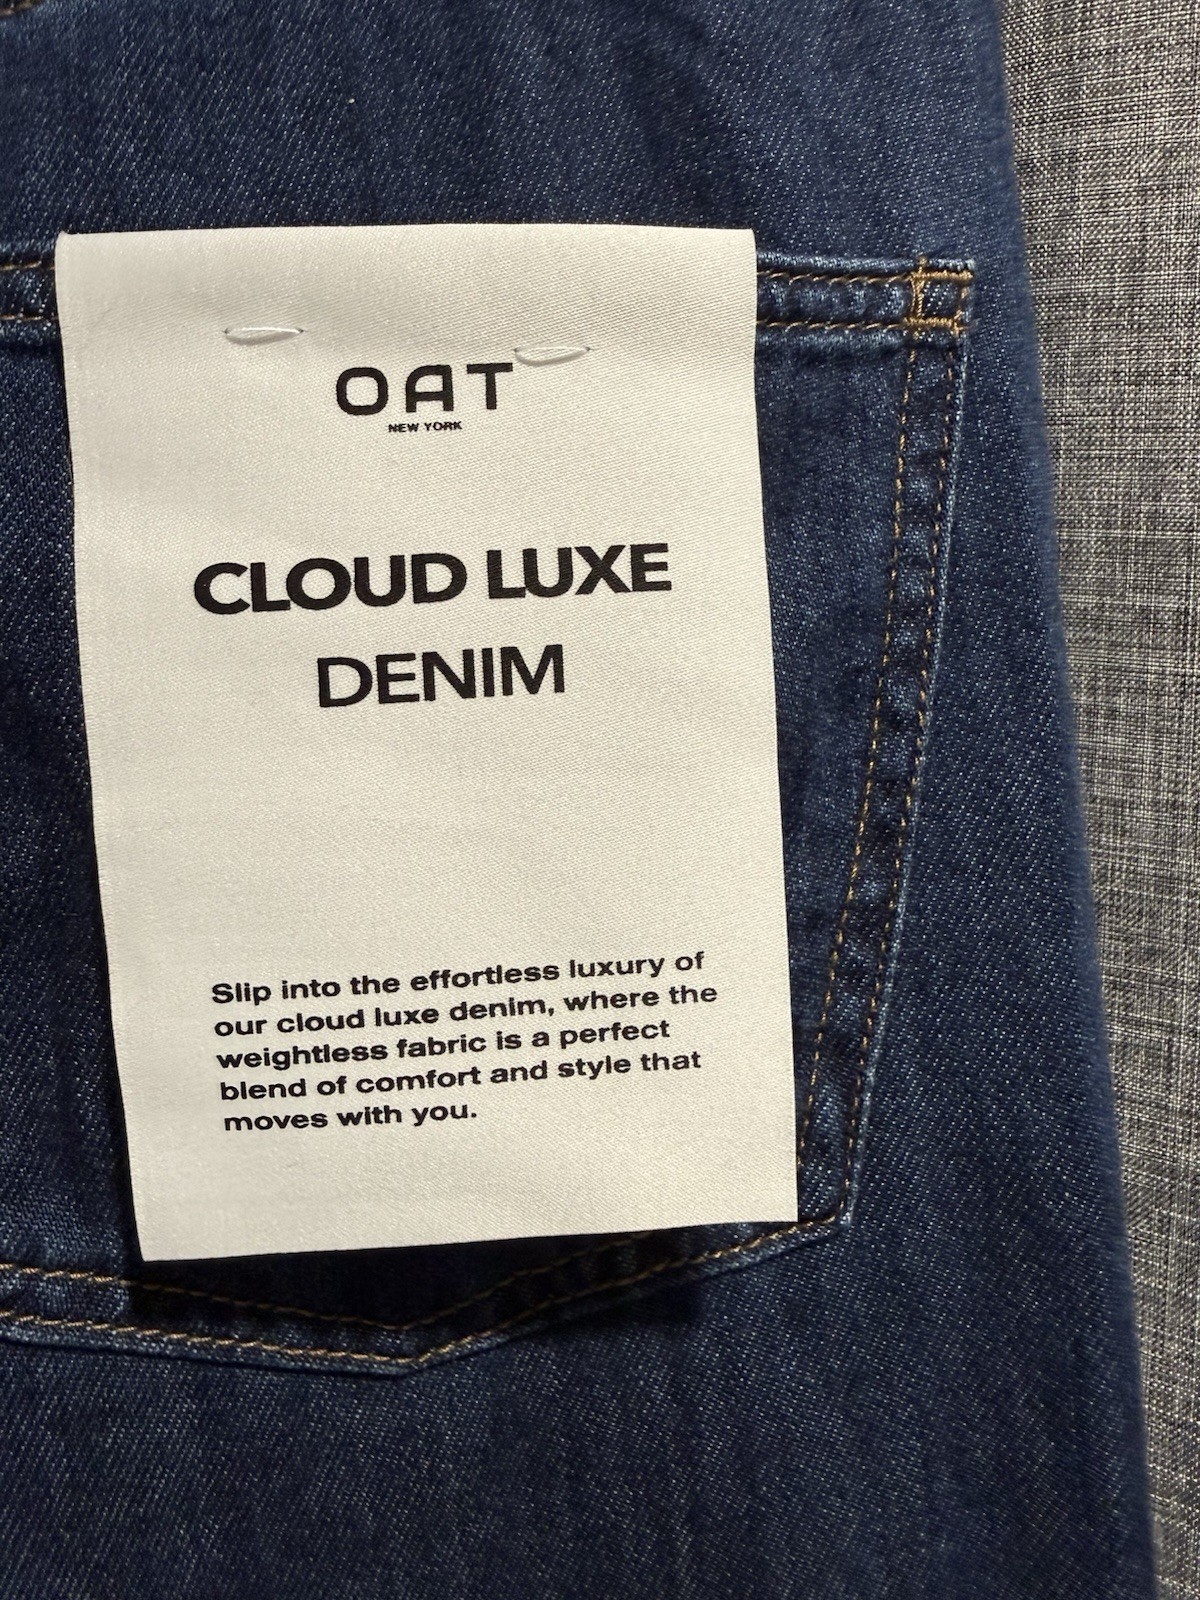 OAT
NEW YORK
CLOUD LUXE
DENIM
Slip into the effortless luxury of
our cloud luxe denim, where the
weightless fabric is a perfect
blend of comfort and style that
moves with you.